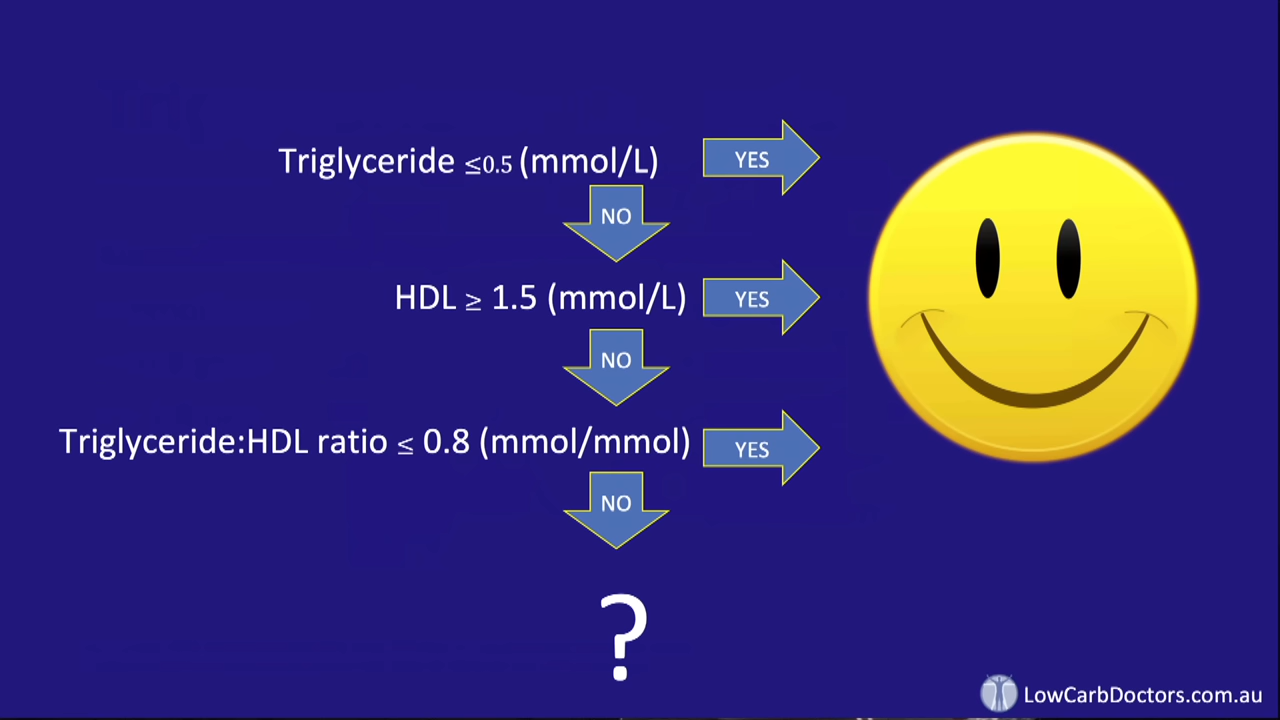 Triglyceride ≤0.5 (mmol/L)
YES
NO
HDL ≥ 1.5 (mmol/L)
YES
NO
Triglyceride:HDL ratio ≤ 0.8 (mmol/mmol)
YES
NO
?
LowCarbDoctors.com.au